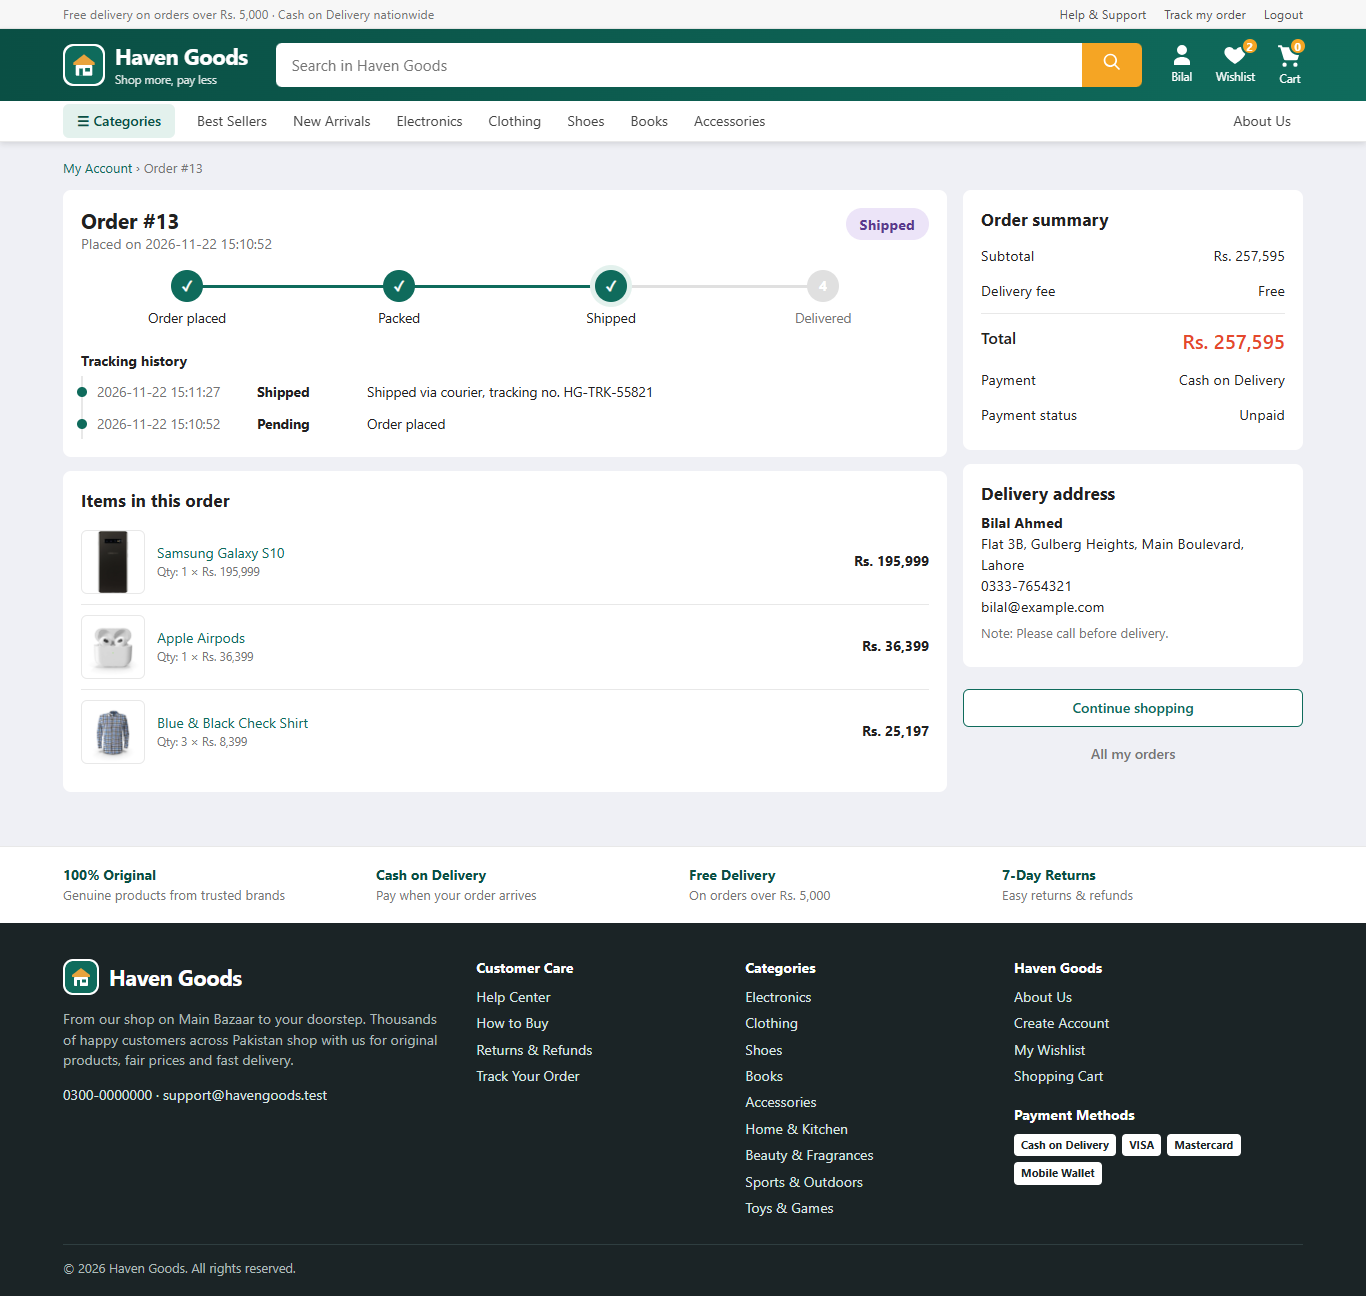 Free delivery on orders over Rs. 5,000 · Cash on Delivery nationwide
Help & Support Track my order Logout
Haven Goods
Shop more, pay less
Search in Haven Goods
Bilal
2
Wishlist
0
Cart
☰ Categories Best Sellers New Arrivals Electronics Clothing Shoes Books Accessories About Us
My Account › Order #13
Order #13
Shipped
Placed on 2026-11-22 15:10:52
✓ ✓ ✓ 4
Order placed Packed Shipped Delivered
Tracking history
2026-11-22 15:11:27 Shipped Shipped via courier, tracking no. HG-TRK-55821
2026-11-22 15:10:52 Pending Order placed
Items in this order
Samsung Galaxy S10
Qty: 1 × Rs. 195,999
Rs. 195,999
Apple Airpods
Qty: 1 × Rs. 36,399
Rs. 36,399
Blue & Black Check Shirt
Qty: 3 × Rs. 8,399
Rs. 25,197
Order summary
Subtotal Rs. 257,595
Delivery fee Free
Total Rs. 257,595
Payment Cash on Delivery
Payment status Unpaid
Delivery address
Bilal Ahmed
Flat 3B, Gulberg Heights, Main Boulevard,
Lahore
0333-7654321
bilal@example.com
Note: Please call before delivery.
Continue shopping
All my orders
100% Original
Genuine products from trusted brands
Cash on Delivery
Pay when your order arrives
Free Delivery
On orders over Rs. 5,000
7-Day Returns
Easy returns & refunds
Haven Goods
From our shop on Main Bazaar to your doorstep. Thousands
of happy customers across Pakistan shop with us for original
products, fair prices and fast delivery.
0300-0000000 · support@havengoods.test
Customer Care
Help Center
How to Buy
Returns & Refunds
Track Your Order
Categories
Electronics
Clothing
Shoes
Books
Accessories
Home & Kitchen
Beauty & Fragrances
Sports & Outdoors
Toys & Games
Haven Goods
About Us
Create Account
My Wishlist
Shopping Cart
Payment Methods
Cash on Delivery VISA Mastercard
Mobile Wallet
© 2026 Haven Goods. All rights reserved.